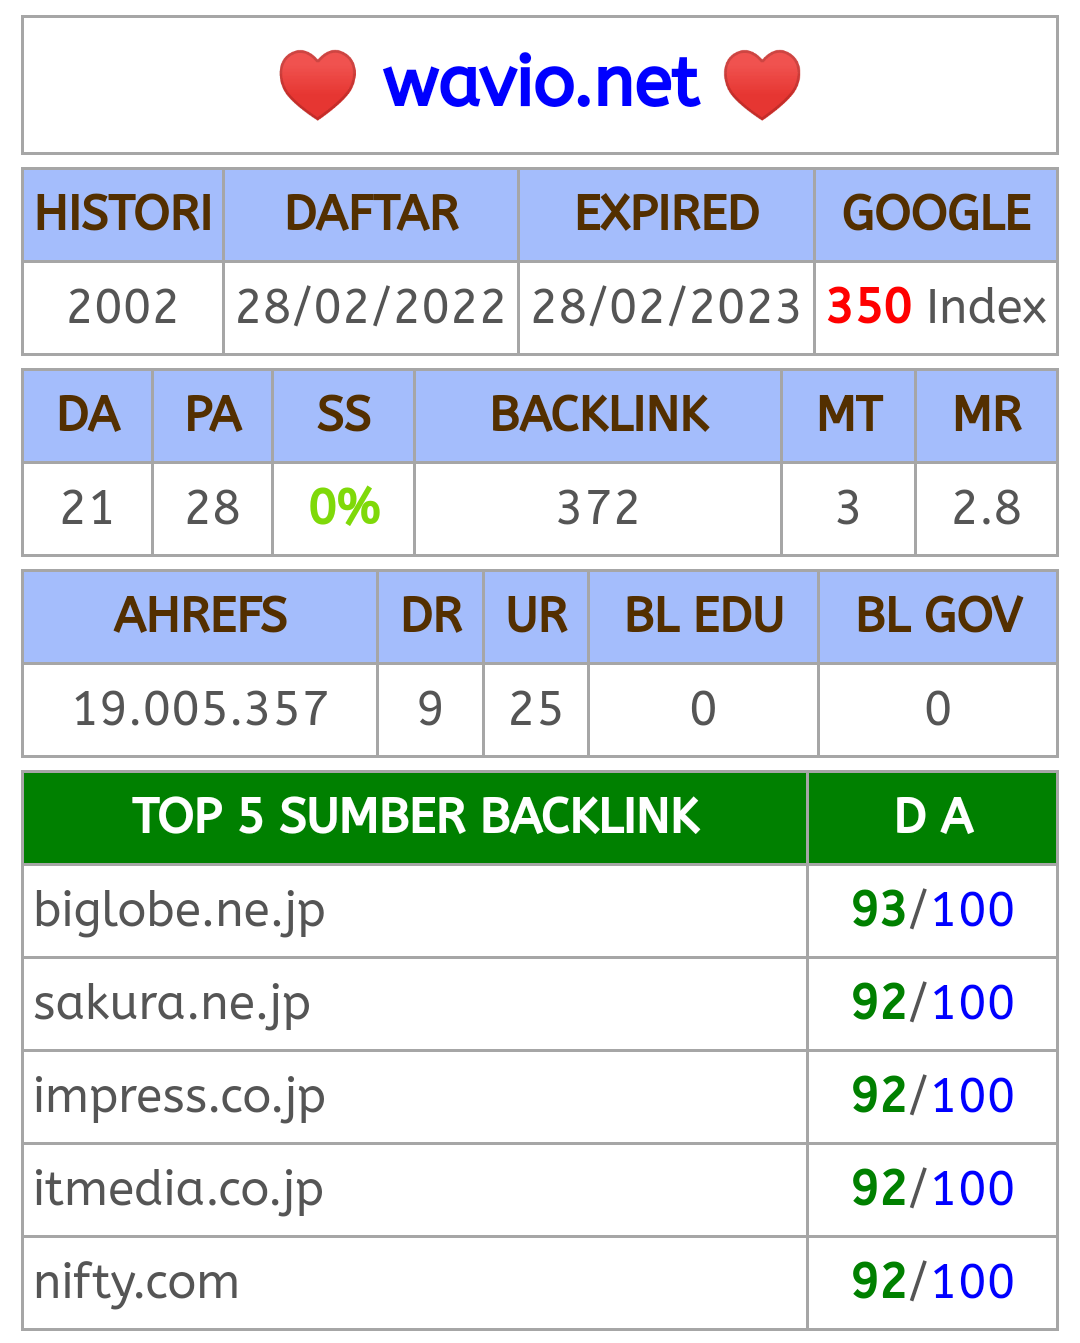 wavio.net
HISTORI DAFTAR EXPIRED GOOGLE
2002 28/02/2022 28/02/2023 350 Index
DA PA SS BACKLINK MT MR
21 28 0% 372 3 2.8
AHREFS DR UR BL EDU BL GOV
19.005.357 9 25 0 0
TOP 5 SUMBER BACKLINK D A
biglobe.ne.jp 93/100
sakura.ne.jp 92/100
impress.co.jp 92/100
itmedia.co.jp 92/100
nifty.com 92/100